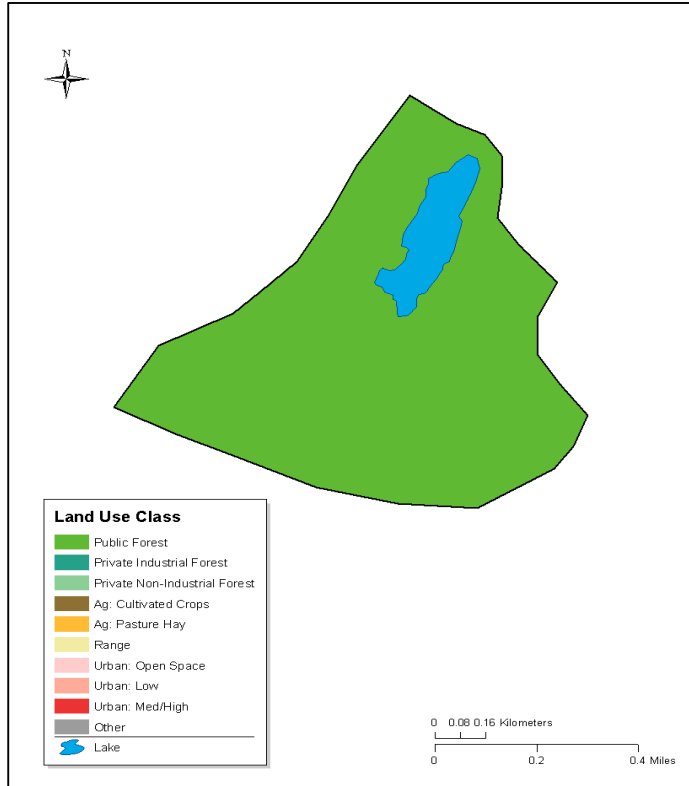 N
Land Use Class
Public Forest
Private Industrial Forest
Private Non-Industrial Forest
Ag: Cultivated Crops
Ag: Pasture Hay
Range
Urban: Open Space
Urban: Low
Urban: Med/High
Other
Lake
0 0.08 0.16 Kilometers
0 0.2 0.4 Miles